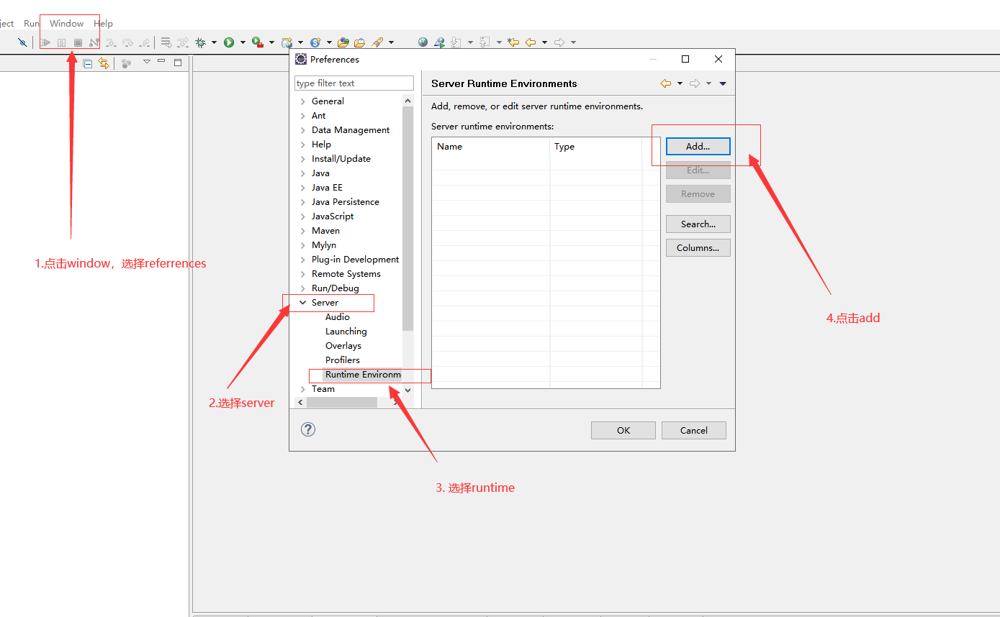 ject Run Window Help
Preferences
type filter text
General
Ant
Data Management
Help
Install/Update
Java
Java EE
Java Persistence
JavaScript
Maven
Mylyn
Plug-in Development
Remote Systems
Run/Debug
Server
Audio
Launching
Overlays
Profilers
Runtime Environm
Team
Server Runtime Environments
Add, remove, or edit server runtime environments.
Server runtime environments:
Name Type
Add...
Edit...
Remove
Search...
Columns...
OK Cancel
1.点击window，选择referrences
2.选择server
3. 选择runtime
4.点击add